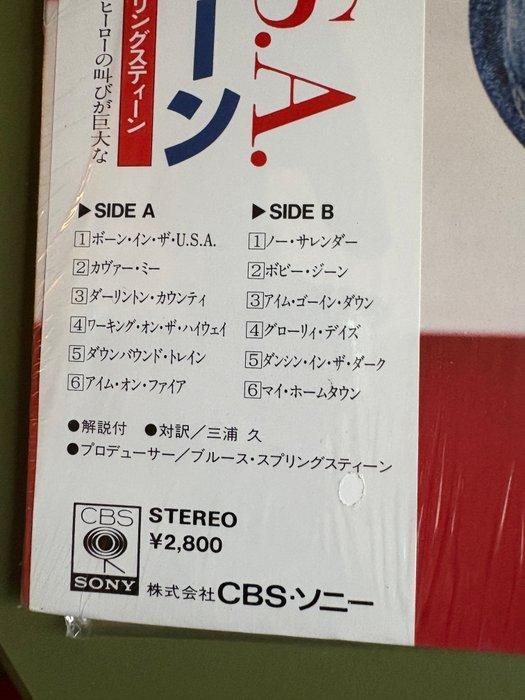 S.A.
ーン
リングスティーン
ヒーローの叫びが巨大な
▶SIDE A
1 ボーン・イン・ザ・U.S.A.
2 カヴァー・ミー
3 ダーリントン・カウンティ
4 ワーキング・オン・ザ・ハイウェイ
5 ダウンバウンド・トレイン
6 アイム・オン・ファイア
▶SIDE B
1 ノー・サレンダー
2 ボビー・ジーン
3 アイム・ゴーイン・ダウン
4 グローリィ・デイズ
5 ダンシン・イン・ザ・ダーク
6 マイ・ホームタウン
●解説付 ●対訳／三浦 久
●プロデューサー／ブルース・スプリングスティーン
CBS
SONY
STEREO
¥2,800
株式会社CBS・ソニー